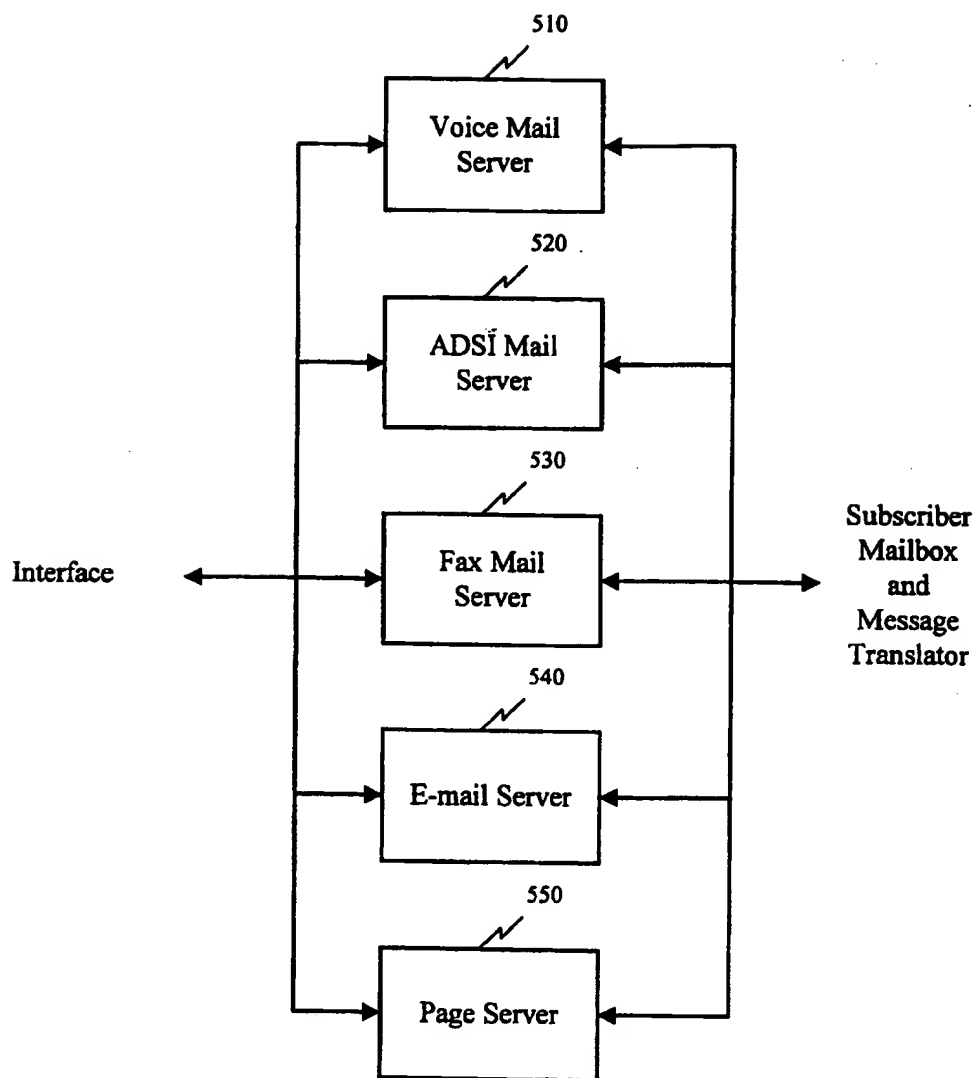 510
Voice Mail
Server
520
ADSI Mail
Server
530
Fax Mail
Server
Interface
Subscriber
Mailbox
and
Message
Translator
540
E-mail Server
550
Page Server